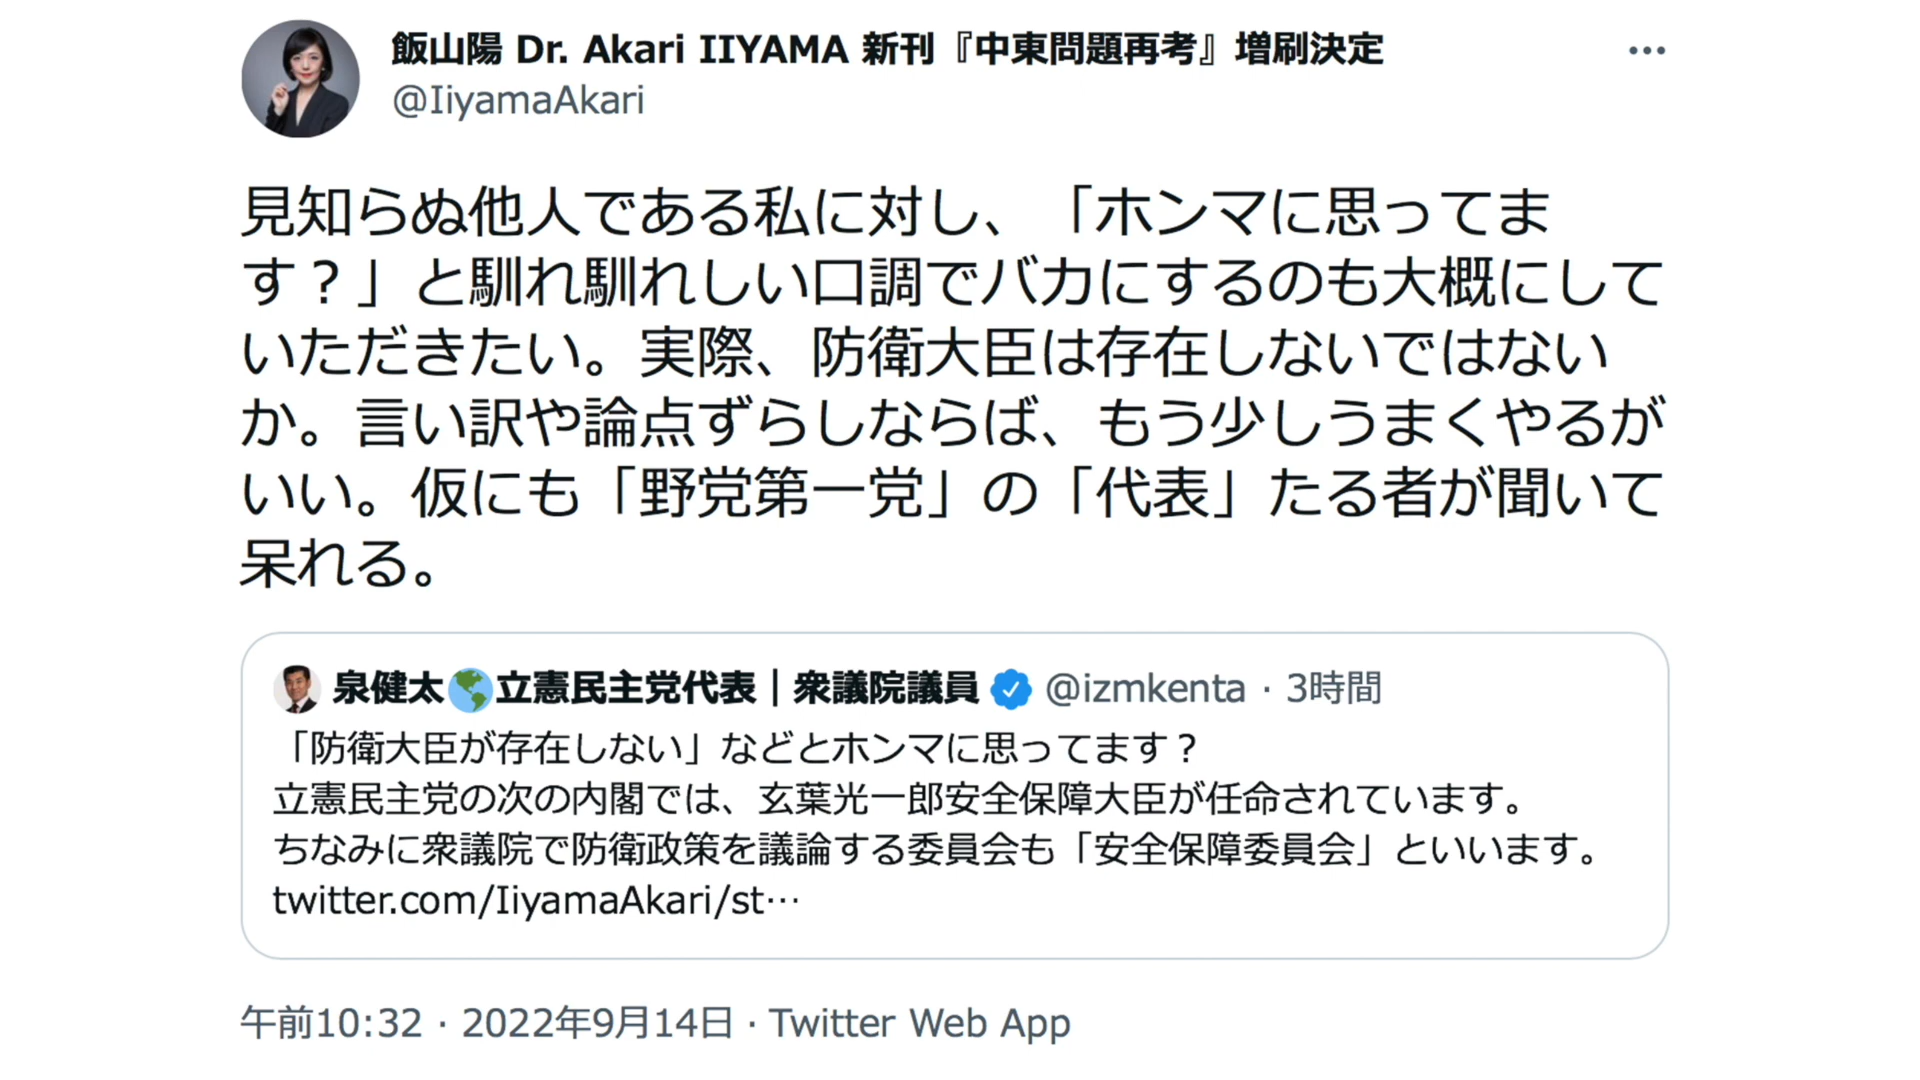 飯山陽 Dr. Akari IIYAMA 新刊『中東問題再考』増刷決定
@IiyamaAkari
見知らぬ他人である私に対し、「ホンマに思ってま
す？」と馴れ馴れしい口調でバカにするのも大概にして
いただきたい。実際、防衛大臣は存在しないではない
か。言い訳や論点ずらしならば、もう少しうまくやるが
いい。仮にも「野党第一党」の「代表」たる者が聞いて
呆れる。
泉健太🌎立憲民主党代表｜衆議院議員 @izmkenta · 3時間
「防衛大臣が存在しない」などとホンマに思ってます？
立憲民主党の次の内閣では、玄葉光一郎安全保障大臣が任命されています。
ちなみに衆議院で防衛政策を議論する委員会も「安全保障委員会」といいます。
twitter.com/IiyamaAkari/st…
午前10:32 · 2022年9月14日 · Twitter Web App